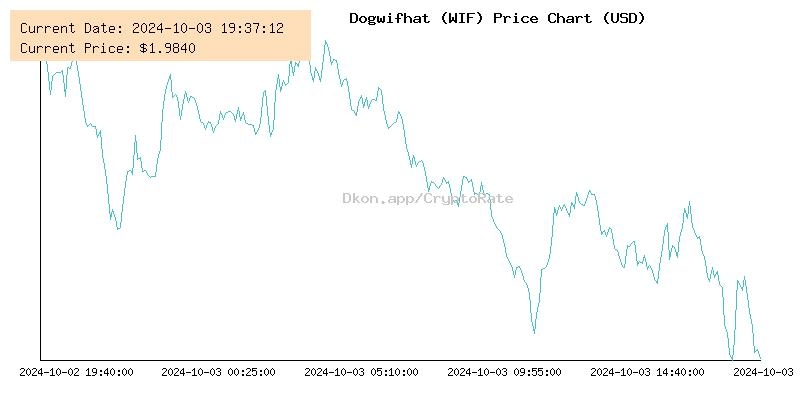 Dogwifhat (WIF) Price Chart (USD)
Current Date: 2024-10-03 19:37:12
Current Price: $1.9840
Dkon.app/CryptoRate
2024-10-02 19:40:00 2024-10-03 00:25:00 2024-10-03 05:10:00 2024-10-03 09:55:00 2024-10-03 14:40:00 2024-10-03